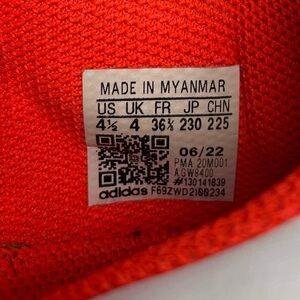 MADE IN MYANMAR
US UK FR JP CHN
4½ 4 36⅔ 230 225
06/22
PMA 20M001
AGW8400
#130141839
adidas F69ZWD2I00234